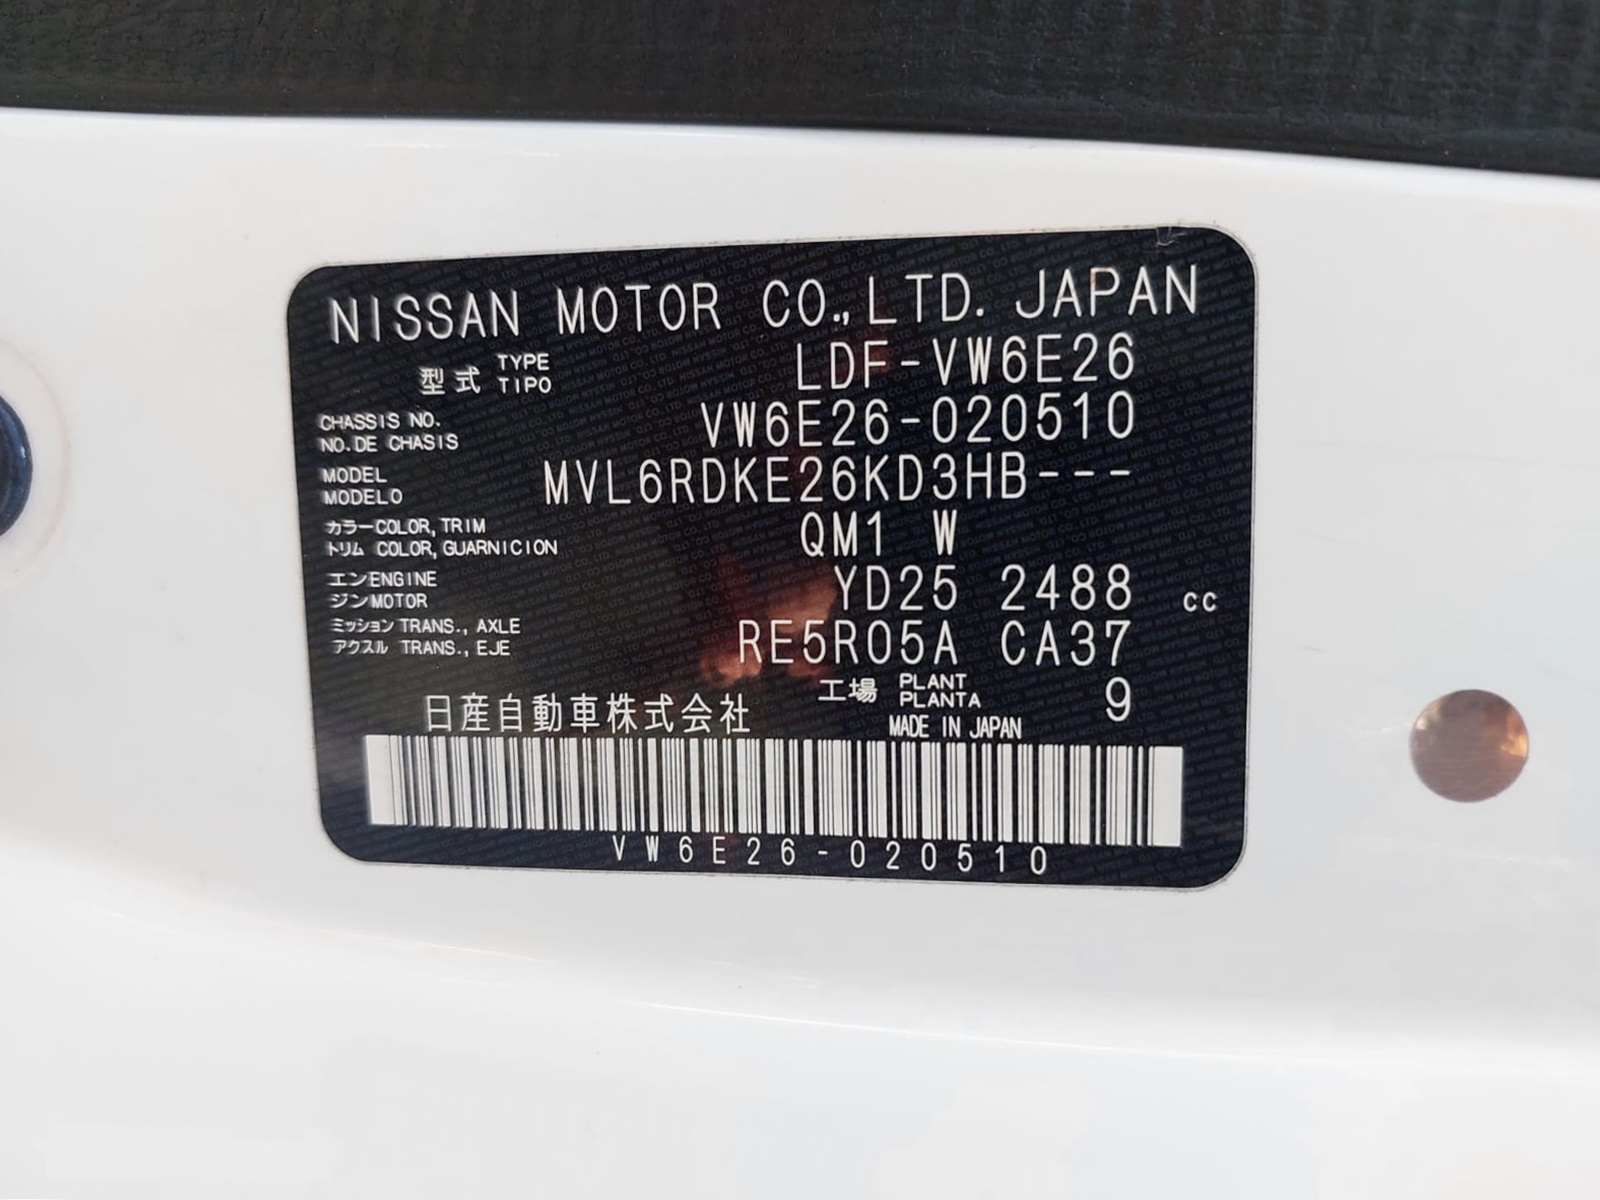 NISSAN MOTOR CO.,LTD. JAPAN
型式 TYPE TIPO LDF-VW6E26
CHASSIS NO. NO.DE CHASIS VW6E26-020510
MODEL MODELO MVL6RDKE26KD3HB---
カラー COLOR, TRIM トリム COLOR, GUARNICION QM1 W
エンジン ENGINE MOTOR YD25 2488 cc
ミッション TRANS., AXLE アクスル TRANS., EJE RE5R05A CA37
工場 PLANT PLANTA 9
日産自動車株式会社 MADE IN JAPAN
VW6E26-020510